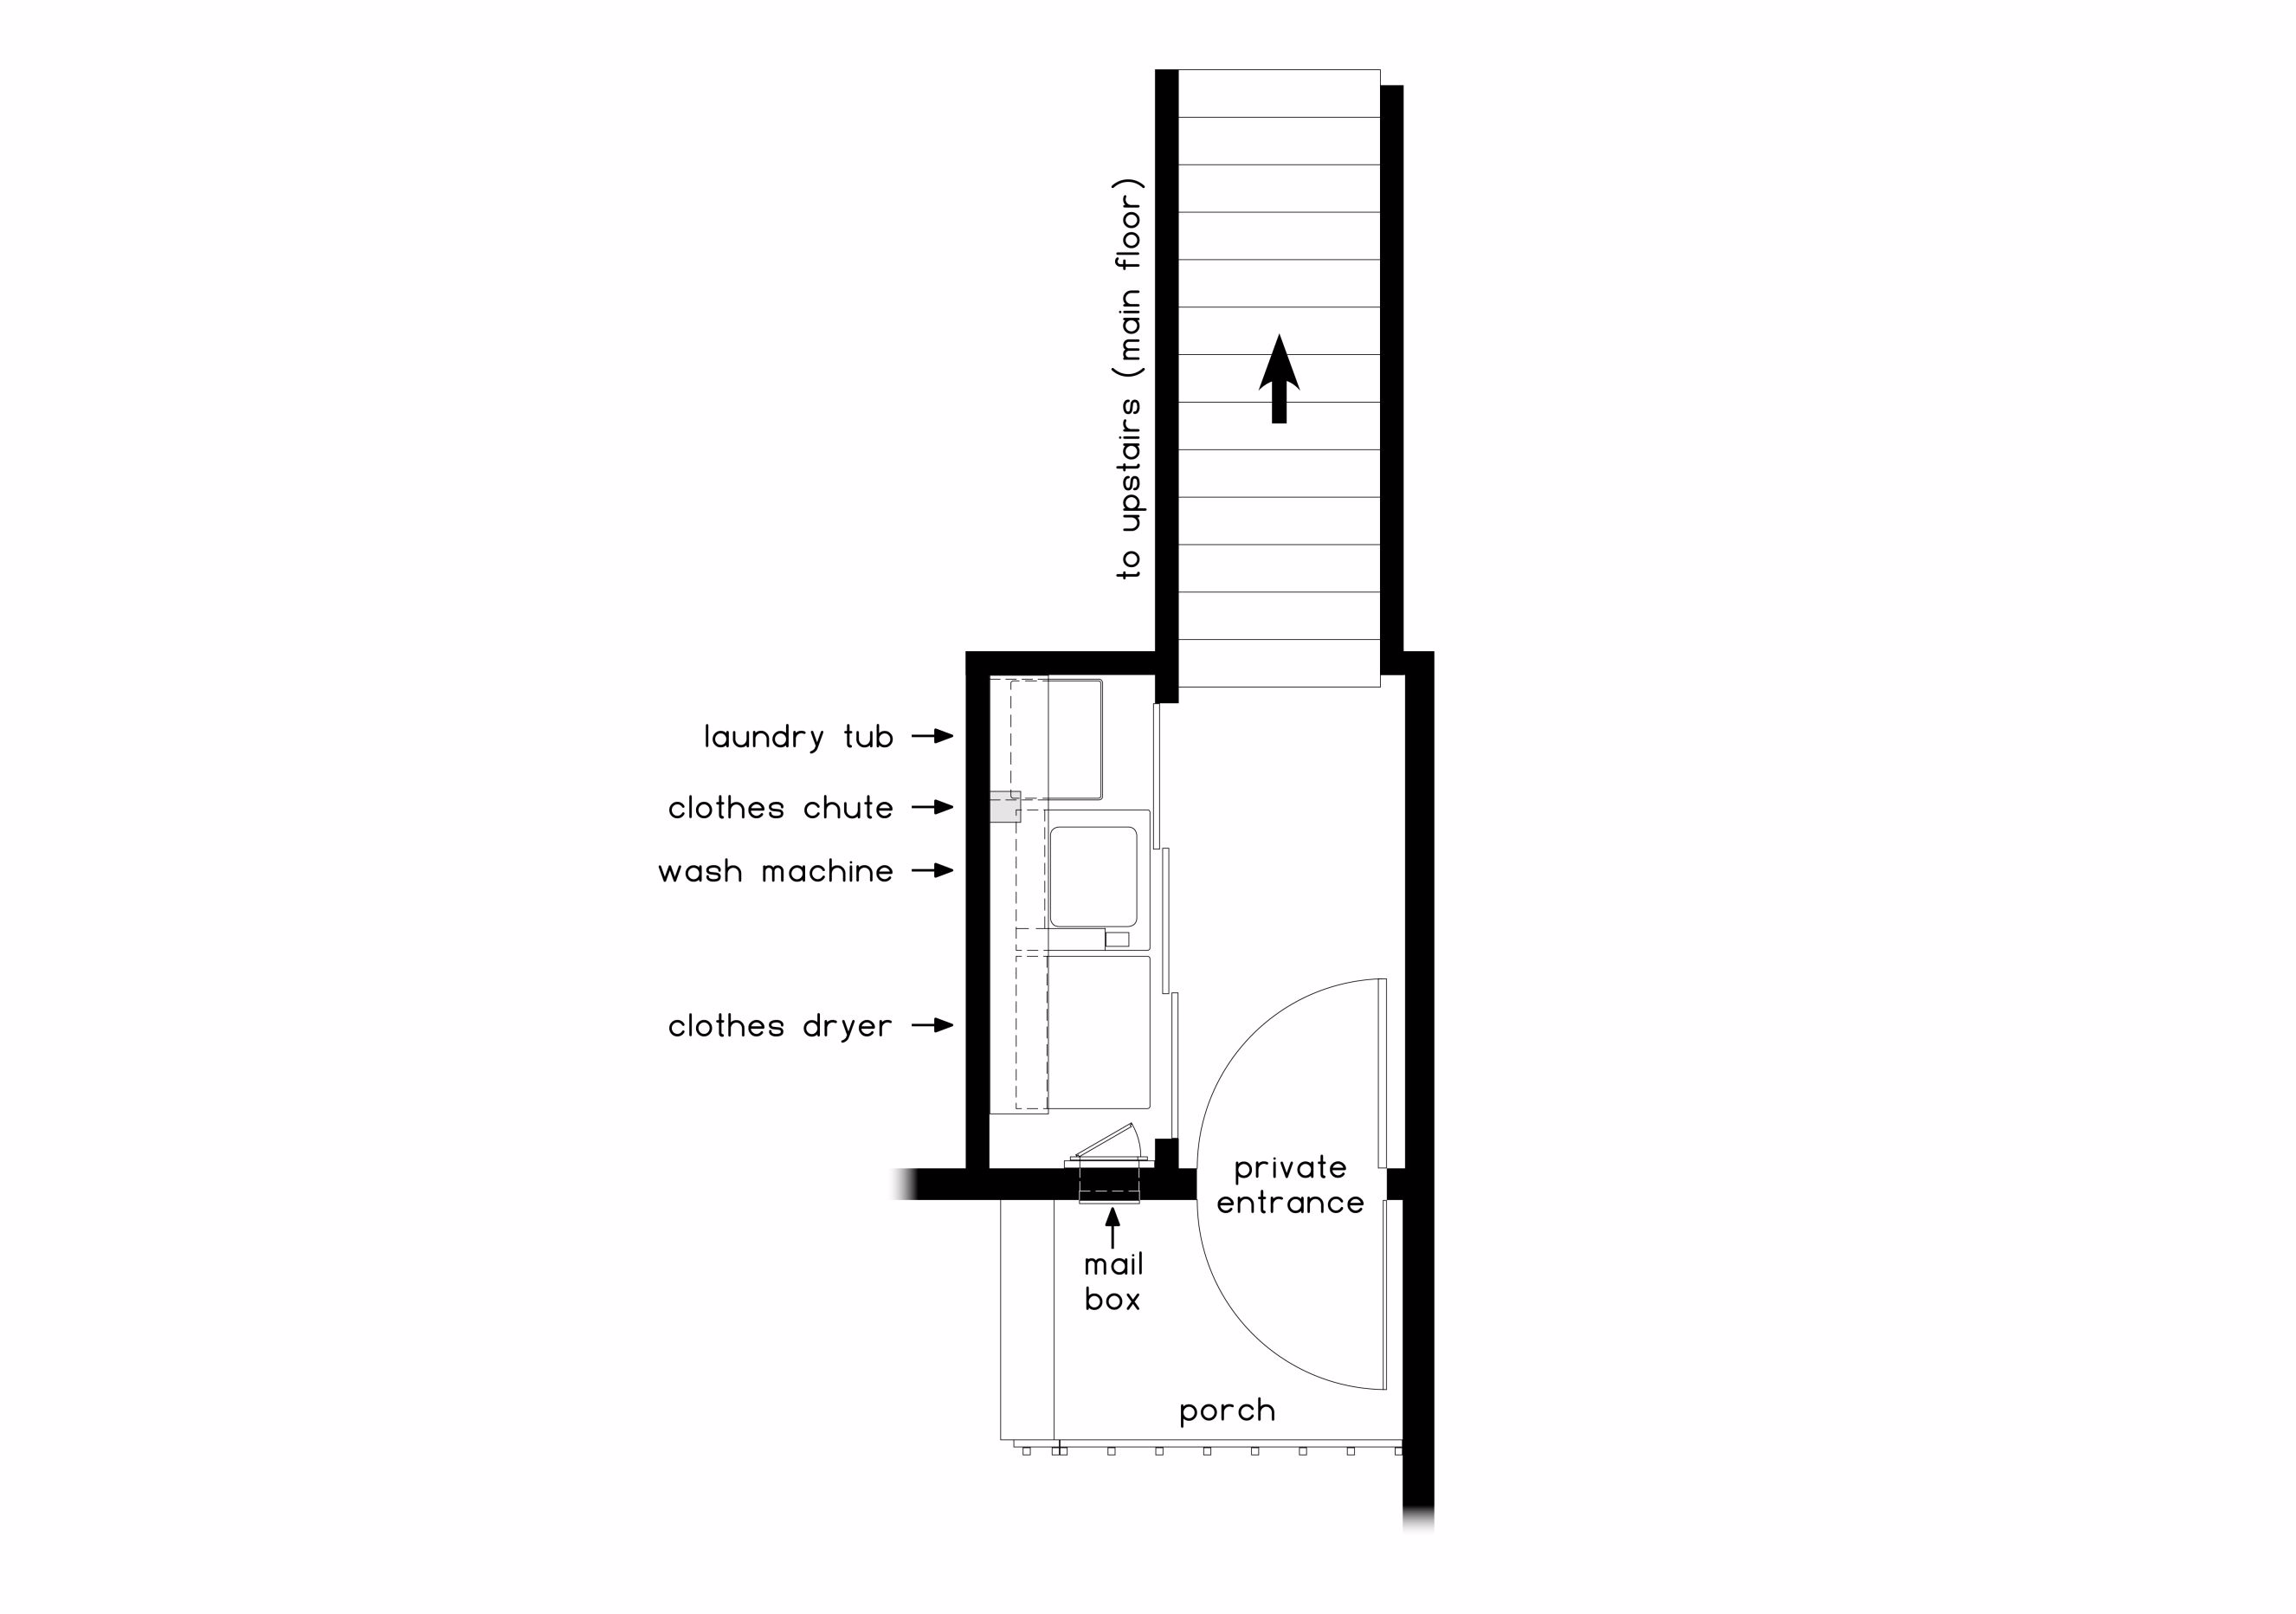 to upstairs (main floor)
laundry tub
clothes chute
wash machine
clothes dryer
private
entrance
mail
box
porch